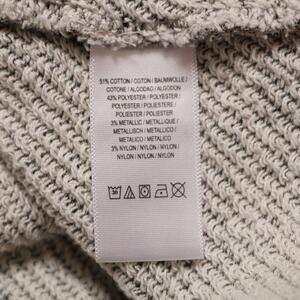 51% COTTON / COTON / BAUMWOLLE /
COTONE / ALGODAO / ALGODON
43% POLYESTER / POLYESTER /
POLYESTER / POLIESTERE /
POLIESTER / POLIESTER
3% METALLIC / METALLIQUE /
METALLISCH / METALLICO /
METALICO / METALICO
3% NYLON / NYLON / NYLON /
NYLON / NYLON / NYLON
30